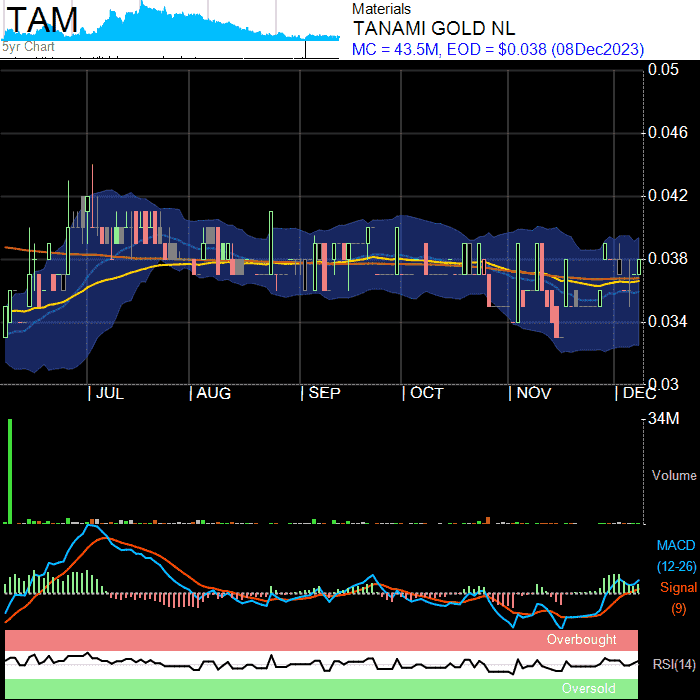 TAM
5yr Chart
Materials
TANAMI GOLD NL
MC = 43.5M, EOD = $0.038 (08Dec2023)
0.05
0.046
0.042
0.038
0.034
0.03
JUL AUG SEP OCT NOV DEC
34M
Volume
MACD
(12-26)
Signal
(9)
Overbought
RSI(14)
Oversold